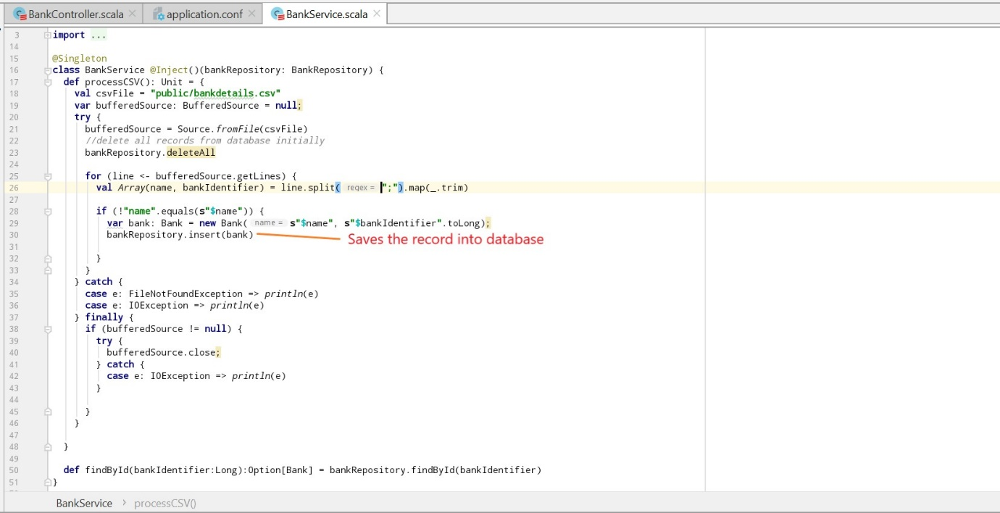 BankController.scala × application.conf × BankService.scala ×
3 import ...
14
15 @Singleton
16 class BankService @Inject()(bankRepository: BankRepository) {
17   def processCSV(): Unit = {
18     val csvFile = "public/bankdetails.csv"
19     var bufferedSource: BufferedSource = null;
20     try {
21       bufferedSource = Source.fromFile(csvFile)
22       //delete all records from database initially
23       bankRepository.deleteAll
24
25       for (line <- bufferedSource.getLines) {
26         val Array(name, bankIdentifier) = line.split( regex = ";").map(_.trim)
27
28         if (!"name".equals(s"$name")) {
29           var bank: Bank = new Bank( name = s"$name", s"$bankIdentifier".toLong);
30           bankRepository.insert(bank) Saves the record into database
31
32         }
33       }
34     } catch {
35       case e: FileNotFoundException => println(e)
36       case e: IOException => println(e)
37     } finally {
38       if (bufferedSource != null) {
39         try {
40           bufferedSource.close;
41         } catch {
42           case e: IOException => println(e)
43         }
44
45       }
46     }
47
48   }
49
50   def findById(bankIdentifier:Long):Option[Bank] = bankRepository.findById(bankIdentifier)
51 }
BankService › processCSV()